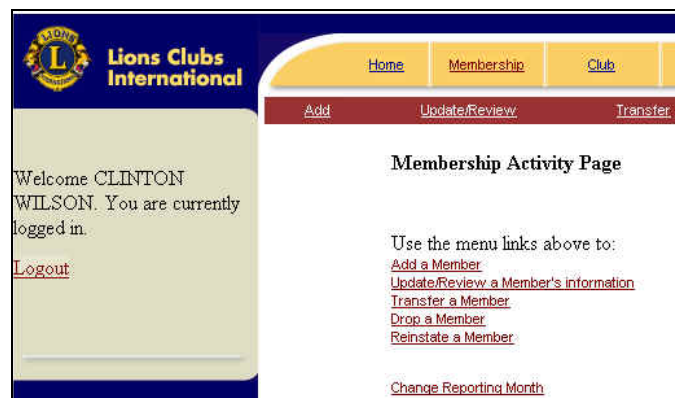 LIONS
L
INTERNATIONAL
Lions Clubs
International
Home Membership Club
Add Update/Review Transfer
Welcome CLINTON
WILSON. You are currently
logged in.
Logout
Membership Activity Page
Use the menu links above to:
Add a Member
Update/Review a Member's information
Transfer a Member
Drop a Member
Reinstate a Member
Change Reporting Month